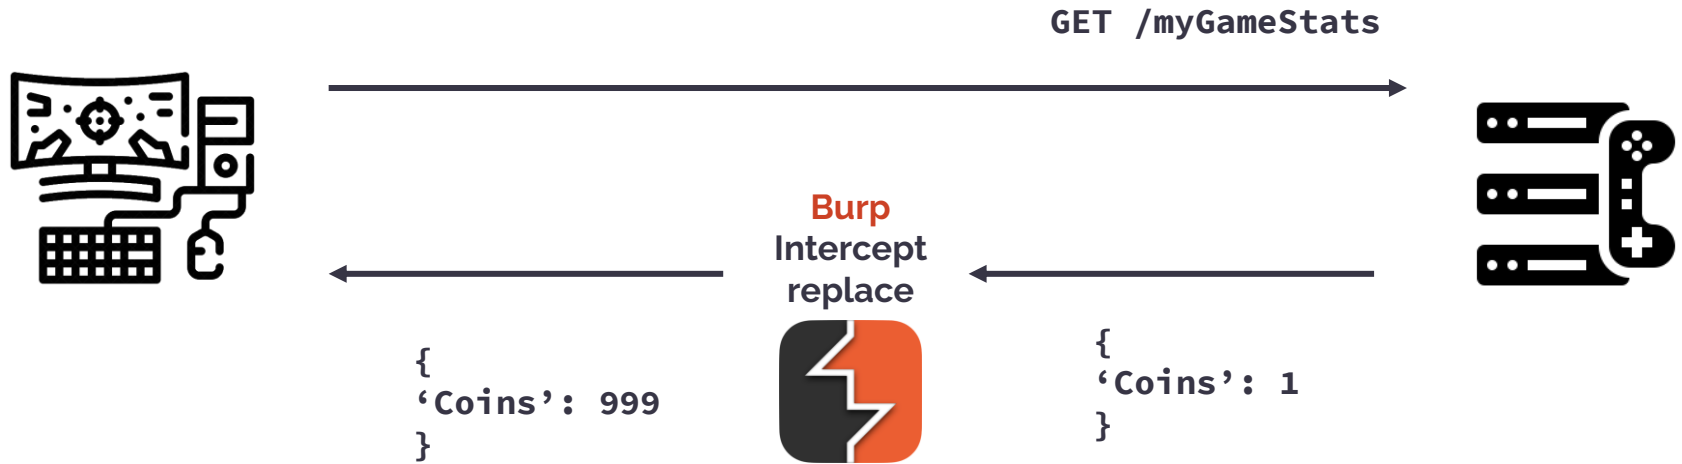 GET /myGameStats
Burp
Intercept
replace
{
‘Coins’: 999
}
{
‘Coins’: 1
}